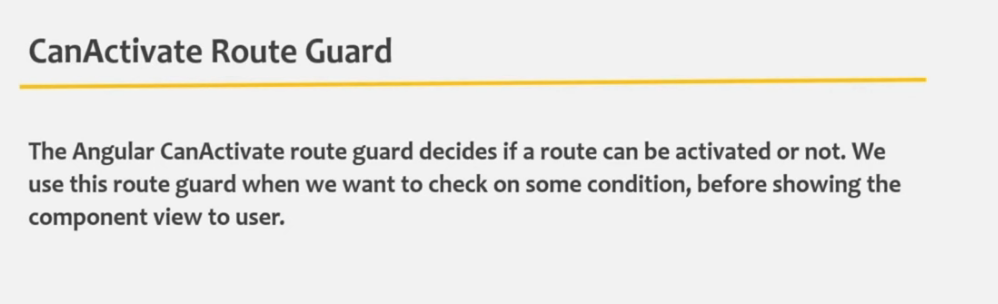 CanActivate Route Guard
The Angular CanActivate route guard decides if a route can be activated or not. We
use this route guard when we want to check on some condition, before showing the
component view to user.